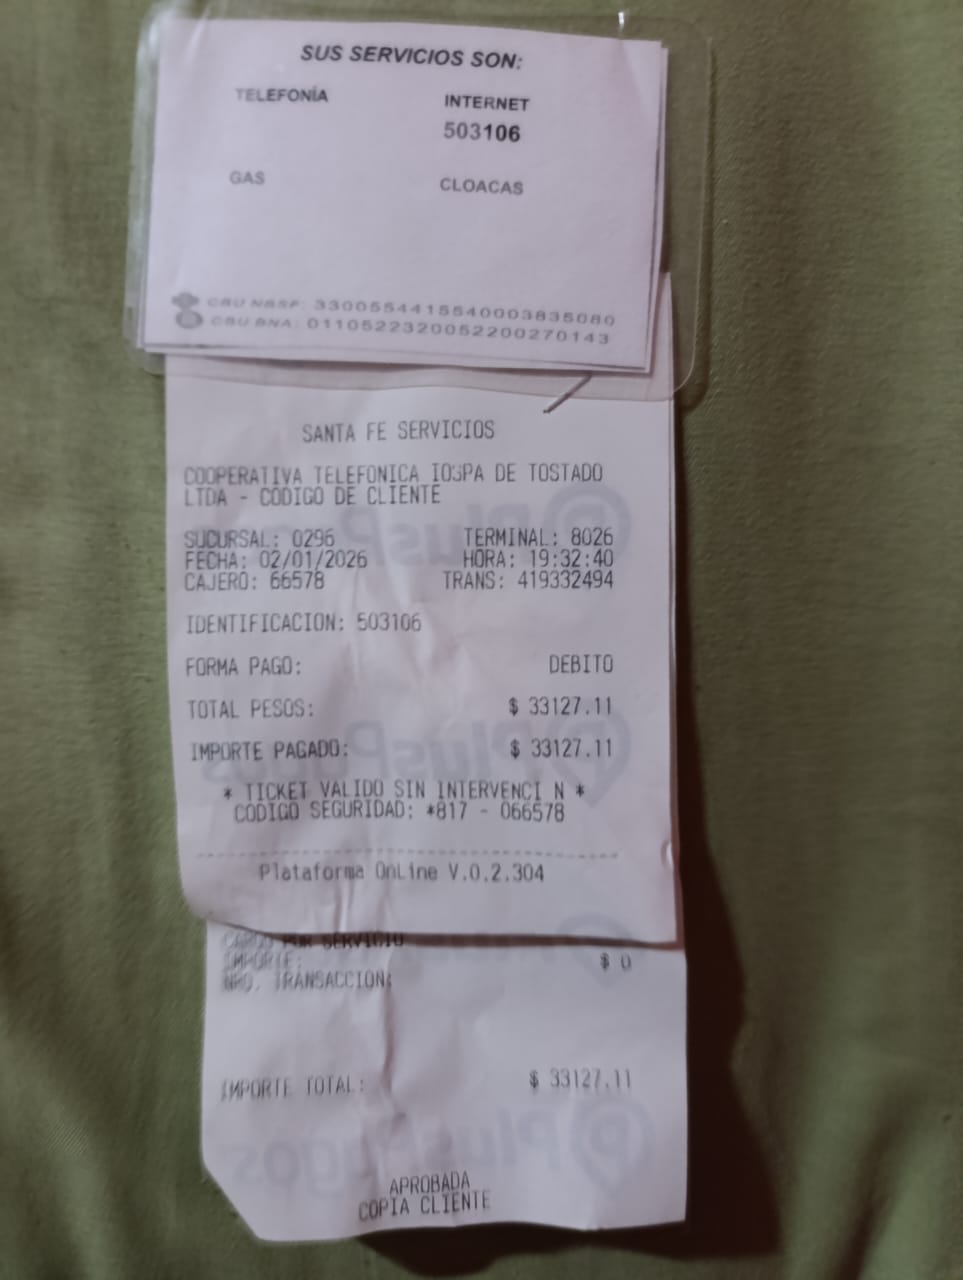 SUS SERVICIOS SON:
TELEFONÍA INTERNET
503106
GAS CLOACAS
CBU NBSF: 3300554415540003835080
CBU BNA: 0110522320052200270143
SANTA FE SERVICIOS
COOPERATIVA TELEFONICA IOSPA DE TOSTADO
LTDA - CODIGO DE CLIENTE
SUCURSAL: 0296 TERMINAL: 8026
FECHA: 02/01/2026 HORA: 19:32:40
CAJERO: 66578 TRANS: 419332494
IDENTIFICACION: 503106
FORMA PAGO: DEBITO
TOTAL PESOS: $ 33127.11
IMPORTE PAGADO: $ 33127.11
* TICKET VALIDO SIN INTERVENCI N *
CODIGO SEGURIDAD: *817 - 066578
Plataforma OnLine V.0.2.304
CARGO POR SERVICIO
IMPORTE: $ 0
NRO. TRANSACCION:
IMPORTE TOTAL: $ 33127.11
PlusPagos
APROBADA
COPIA CLIENTE